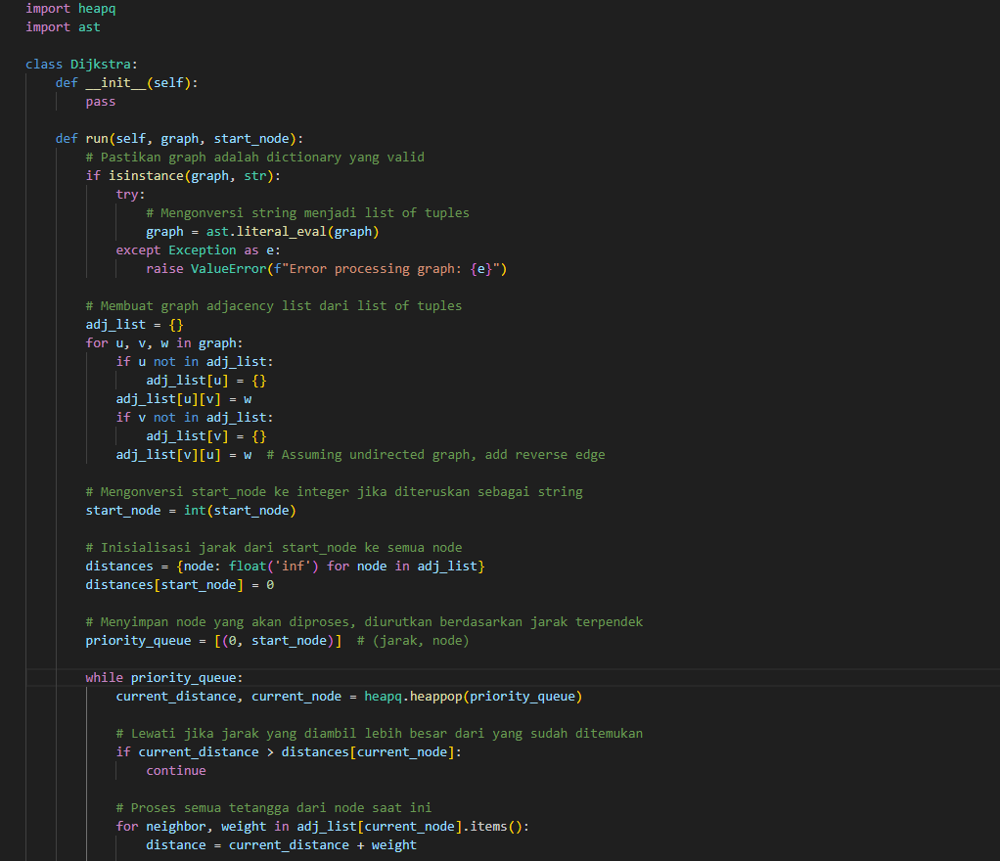 import heapq
import ast
class Dijkstra:
def __init__(self):
pass
def run(self, graph, start_node):
# Pastikan graph adalah dictionary yang valid
if isinstance(graph, str):
try:
# Mengonversi string menjadi list of tuples
graph = ast.literal_eval(graph)
except Exception as e:
raise ValueError(f"Error processing graph: {e}")
# Membuat graph adjacency list dari list of tuples
adj_list = {}
for u, v, w in graph:
if u not in adj_list:
adj_list[u] = {}
adj_list[u][v] = w
if v not in adj_list:
adj_list[v] = {}
adj_list[v][u] = w  # Assuming undirected graph, add reverse edge
# Mengonversi start_node ke integer jika diteruskan sebagai string
start_node = int(start_node)
# Inisialisasi jarak dari start_node ke semua node
distances = {node: float('inf') for node in adj_list}
distances[start_node] = 0
# Menyimpan node yang akan diproses, diurutkan berdasarkan jarak terpendek
priority_queue = [(0, start_node)]  # (jarak, node)
while priority_queue:
current_distance, current_node = heapq.heappop(priority_queue)
# Lewati jika jarak yang diambil lebih besar dari yang sudah ditemukan
if current_distance > distances[current_node]:
continue
# Proses semua tetangga dari node saat ini
for neighbor, weight in adj_list[current_node].items():
distance = current_distance + weight